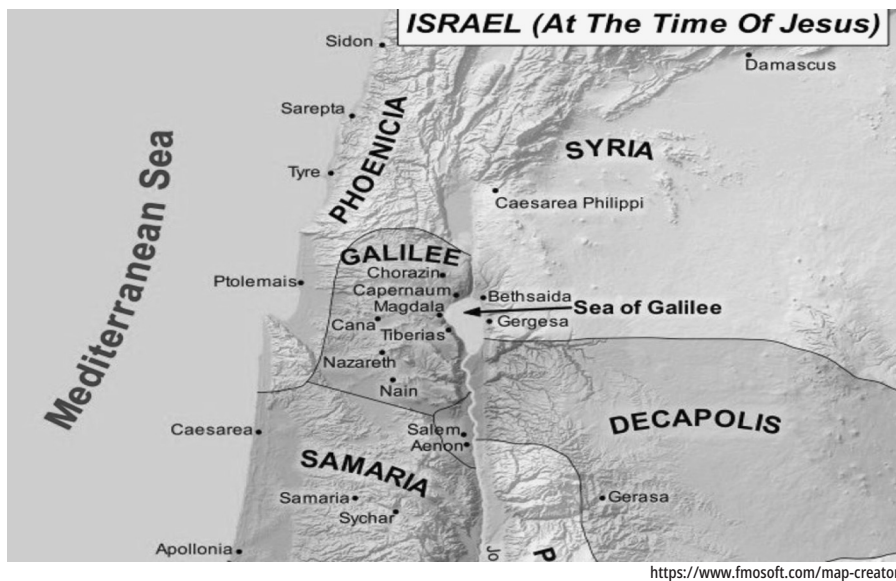 ISRAEL (At The Time Of Jesus)
Sidon
Damascus
Sarepta
PHOENICIA
SYRIA
Tyre
Caesarea Philippi
Mediterranean Sea
GALILEE
Chorazin
Ptolemais
Capernaum
Bethsaida
Magdala
Sea of Galilee
Cana
Gergesa
Tiberias
Nazareth
Nain
DECAPOLIS
Caesarea
Salem
Aenon
SAMARIA
Samaria
Gerasa
Sychar
Apollonia
Jo
P
https://www.fmosoft.com/map-creator